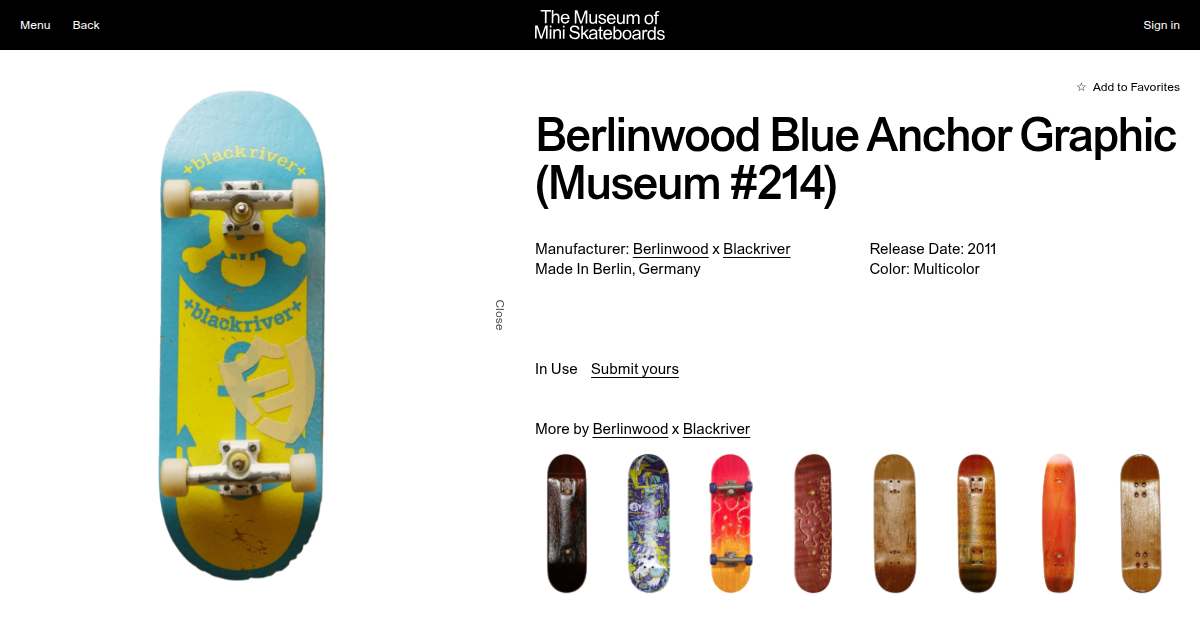 Menu
Back
The Museum of
Mini Skateboards
Sign in
☆ Add to Favorites
Berlinwood Blue Anchor Graphic
(Museum #214)
Manufacturer: Berlinwood x Blackriver
Made In Berlin, Germany
Release Date: 2011
Color: Multicolor
Close
In Use
Submit yours
More by Berlinwood x Blackriver
+blackriver+
+blackriver+
+blackriver+